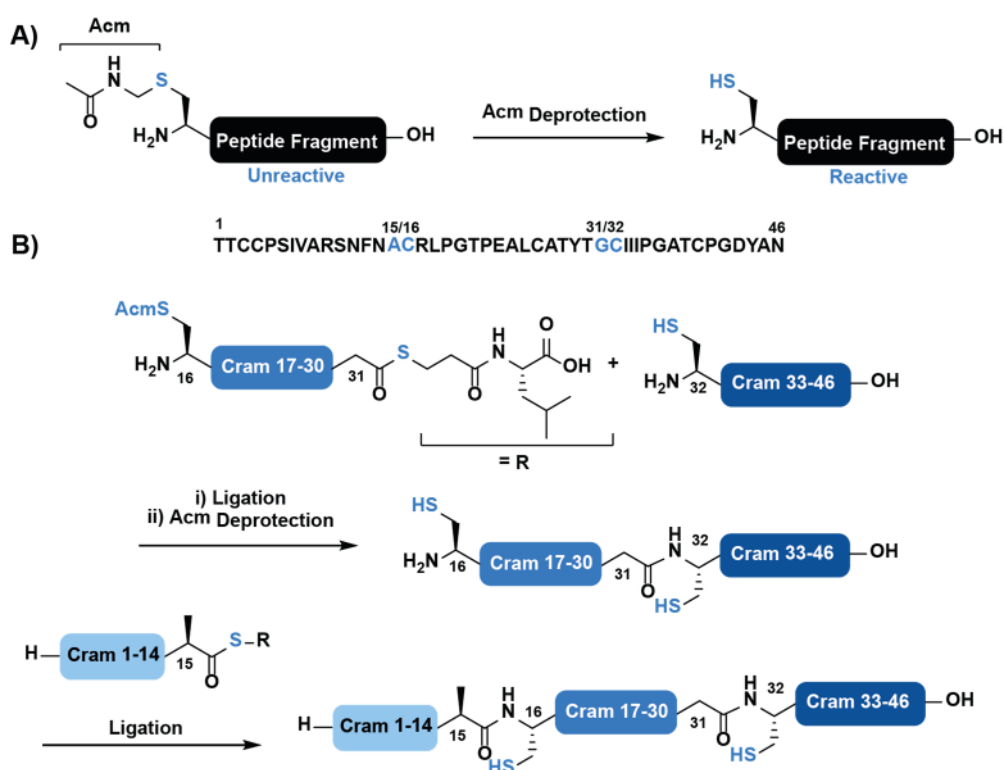 A)
Acm
H
N
S
O
H2N
Peptide Fragment
OH
Unreactive
Acm Deprotection
HS
H2N
Peptide Fragment
OH
Reactive
B)
1 15/16 31/32 46
TTCCPSIVARSNFNACRLPGTPEALCATYTGCIIIPGATCPGDYAN
AcmS
H2N
16
Cram 17-30
31
O
S
O
H
N
O
OH
= R
+
HS
H2N
32
Cram 33-46
OH
i) Ligation
ii) Acm Deprotection
HS
H2N
16
Cram 17-30
31
O
H
N
32
HS
Cram 33-46
OH
H
Cram 1-14
15
O
S–R
Ligation
H
Cram 1-14
15
O
H
N
16
HS
Cram 17-30
31
O
H
N
32
HS
Cram 33-46
OH